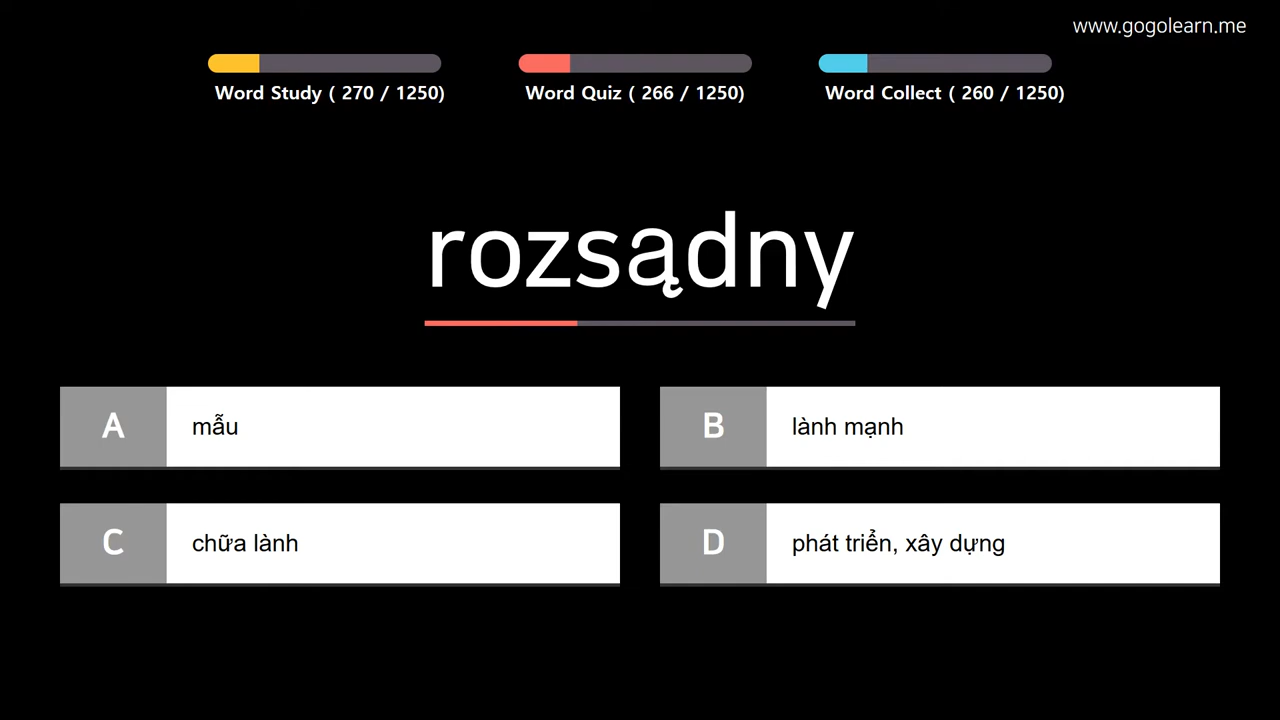 www.gogolearn.me
Word Study ( 270 / 1250)
Word Quiz ( 266 / 1250)
Word Collect ( 260 / 1250)
rozsądny
A mẫu
B lành mạnh
C chữa lành
D phát triển, xây dựng